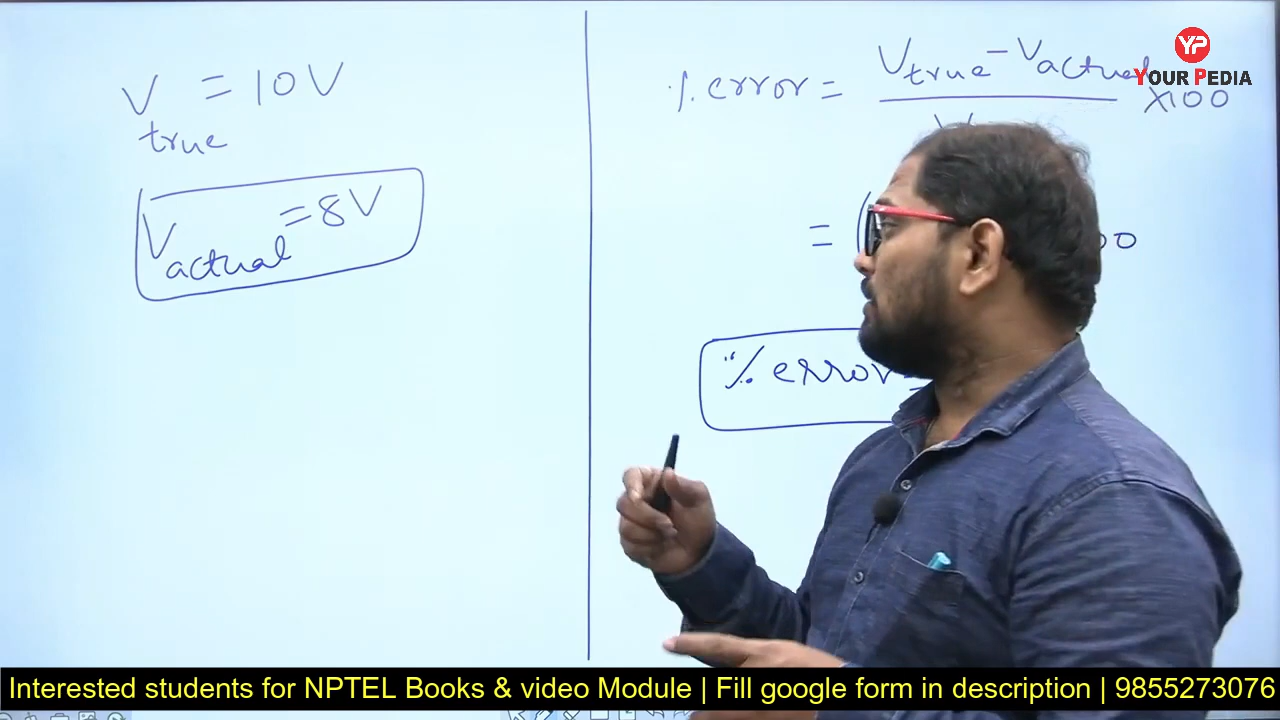 V = 10V
true
V actual = 8V
% error = V true - V actual × 100
=
% error =
YP
YOUR PEDIA
Interested students for NPTEL Books & video Module | Fill google form in description | 9855273076